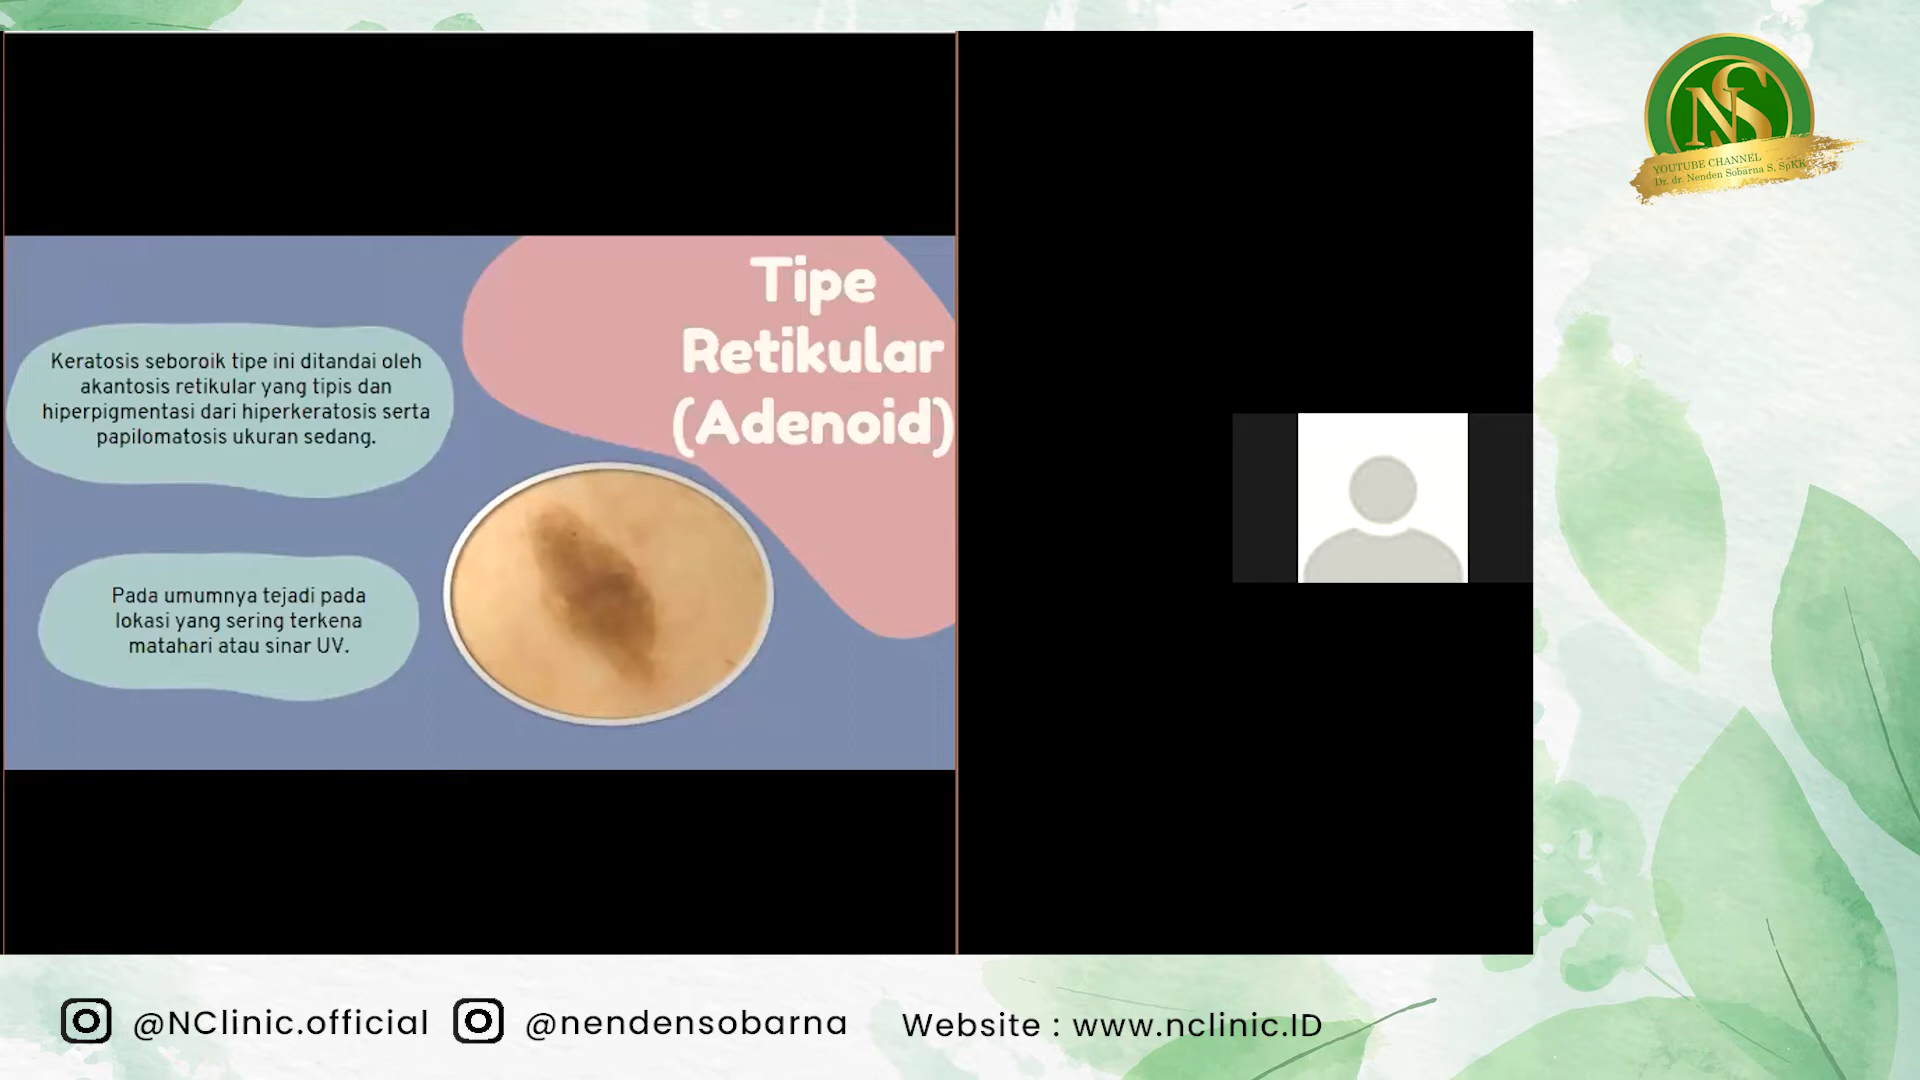 Tipe
Retikular
(Adenoid)
Keratosis seboroik tipe ini ditandai oleh
akantosis retikular yang tipis dan
hiperpigmentasi dari hiperkeratosis serta
papilomatosis ukuran sedang.
Pada umumnya tejadi pada
lokasi yang sering terkena
matahari atau sinar UV.
NS
YOUTUBE CHANNEL
Dr. dr. Nenden Sobarna S, SpKK
@NClinic.official
@nendensobarna
Website : www.nclinic.ID